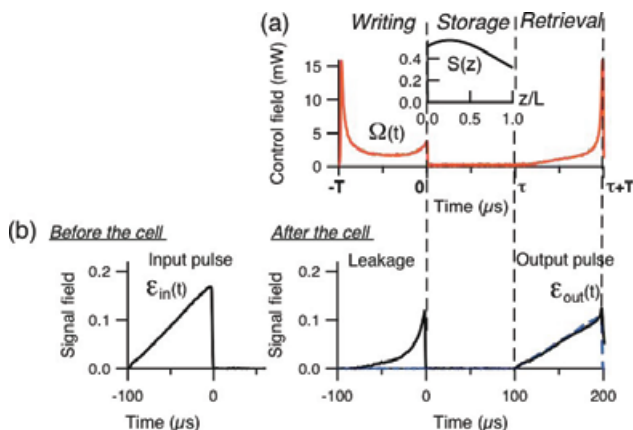 (a)
Writing
Storage
Retrieval
Control field (mW)
15
10
5
0
Ω(t)
0.4
0.2
0.0
S(z)
z/L
0.0
0.5
1.0
-T
0
τ
τ+T
Time (μs)
(b)
Before the cell
After the cell
Input pulse
Ɛin(t)
Signal field
0.2
0.1
0.0
-100
0
Time (μs)
Leakage
Output pulse
Ɛout(t)
Signal field
0.2
0.1
0.0
-100
0
100
200
Time (μs)